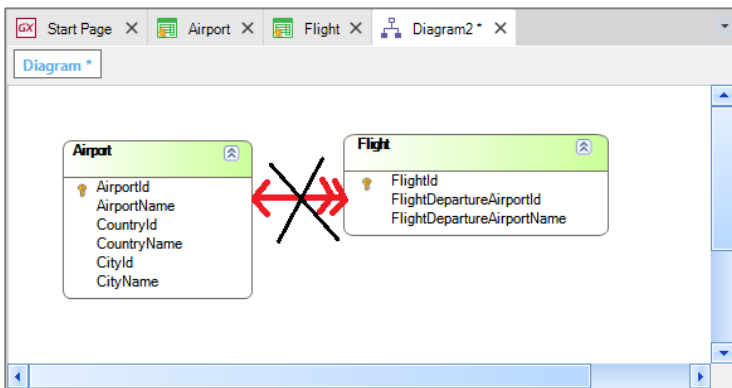 GX Start Page Airport Flight Diagram2 *
Diagram *
Airport
AirportId
AirportName
CountryId
CountryName
CityId
CityName
Flight
FlightId
FlightDepartureAirportId
FlightDepartureAirportName